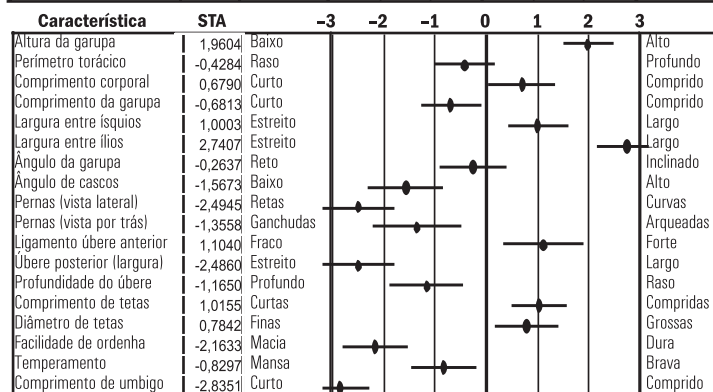 Característica STA –3 –2 –1 0 1 2 3
Altura da garupa 1,9604 Baixo Alto
Perímetro torácico -0,4284 Raso Profundo
Comprimento corporal 0,6790 Curto Comprido
Comprimento da garupa -0,6813 Curto Comprido
Largura entre ísquios 1,0003 Estreito Largo
Largura entre ílios 2,7407 Estreito Largo
Ângulo da garupa -0,2637 Reto Inclinado
Ângulo de cascos -1,5673 Baixo Alto
Pernas (vista lateral) -2,4945 Retas Curvas
Pernas (vista por trás) -1,3558 Ganchudas Arqueadas
Ligamento úbere anterior 1,1040 Fraco Forte
Úbere posterior (largura) -2,4860 Estreito Largo
Profundidade do úbere -1,1650 Profundo Raso
Comprimento de tetas 1,0155 Curtas Compridas
Diâmetro de tetas 0,7842 Finas Grossas
Facilidade de ordenha -2,1633 Macia Dura
Temperamento -0,8297 Mansa Brava
Comprimento de umbigo -2,8351 Curto Comprido